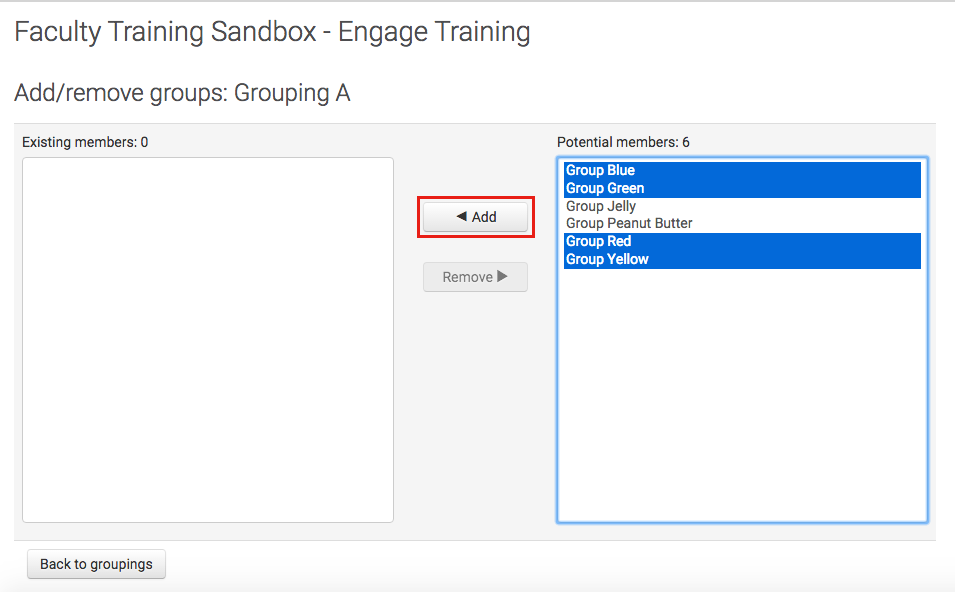 Faculty Training Sandbox - Engage Training
Add/remove groups: Grouping A
Existing members: 0
Potential members: 6
◄ Add
Remove ►
Group Blue
Group Green
Group Jelly
Group Peanut Butter
Group Red
Group Yellow
Back to groupings